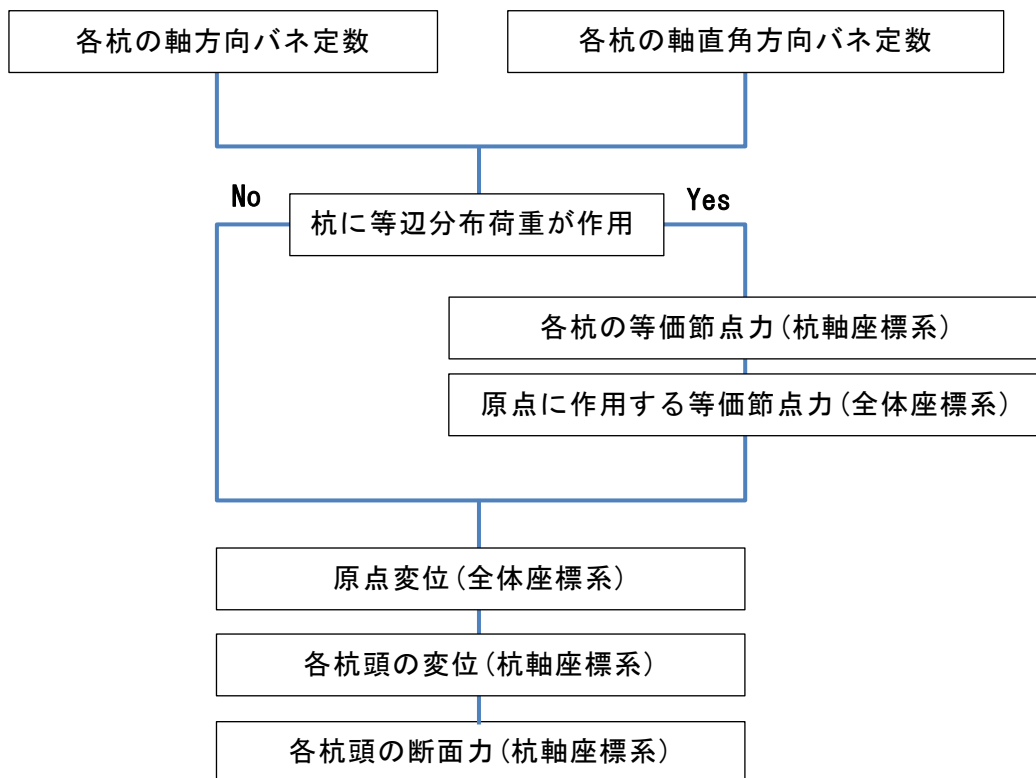 各杭の軸方向バネ定数
各杭の軸直角方向バネ定数
No
杭に等辺分布荷重が作用
Yes
各杭の等価節点力(杭軸座標系)
原点に作用する等価節点力(全体座標系)
原点変位(全体座標系)
各杭頭の変位(杭軸座標系)
各杭頭の断面力(杭軸座標系)